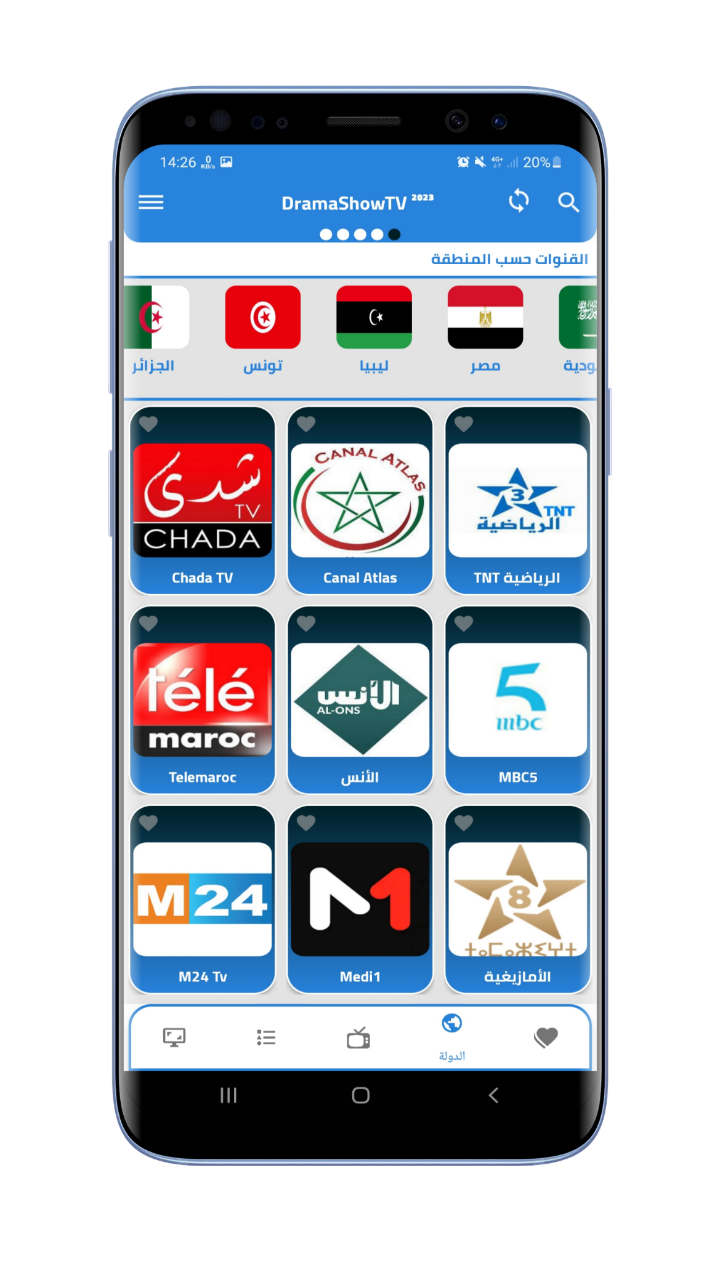 14:26 0 KB/s 4G+ 20%
DramaShowTV 2023
القنوات حسب المنطقة
ودية
مصر
ليبيا
تونس
الجزائر
شدى
TV
CHADA
Chada TV
CANAL ATLAS
Canal Atlas
3
TNT
الرياضية
TNT الرياضية
télé
maroc
Telemaroc
الأنس
AL-ONS
الأنس
5
mbc
MBC5
M 24
M24 Tv
M1
Medi1
8
ⵜⴰⵎⴰⵣⵉⵖⵜ
الأمازيغية
الدولة